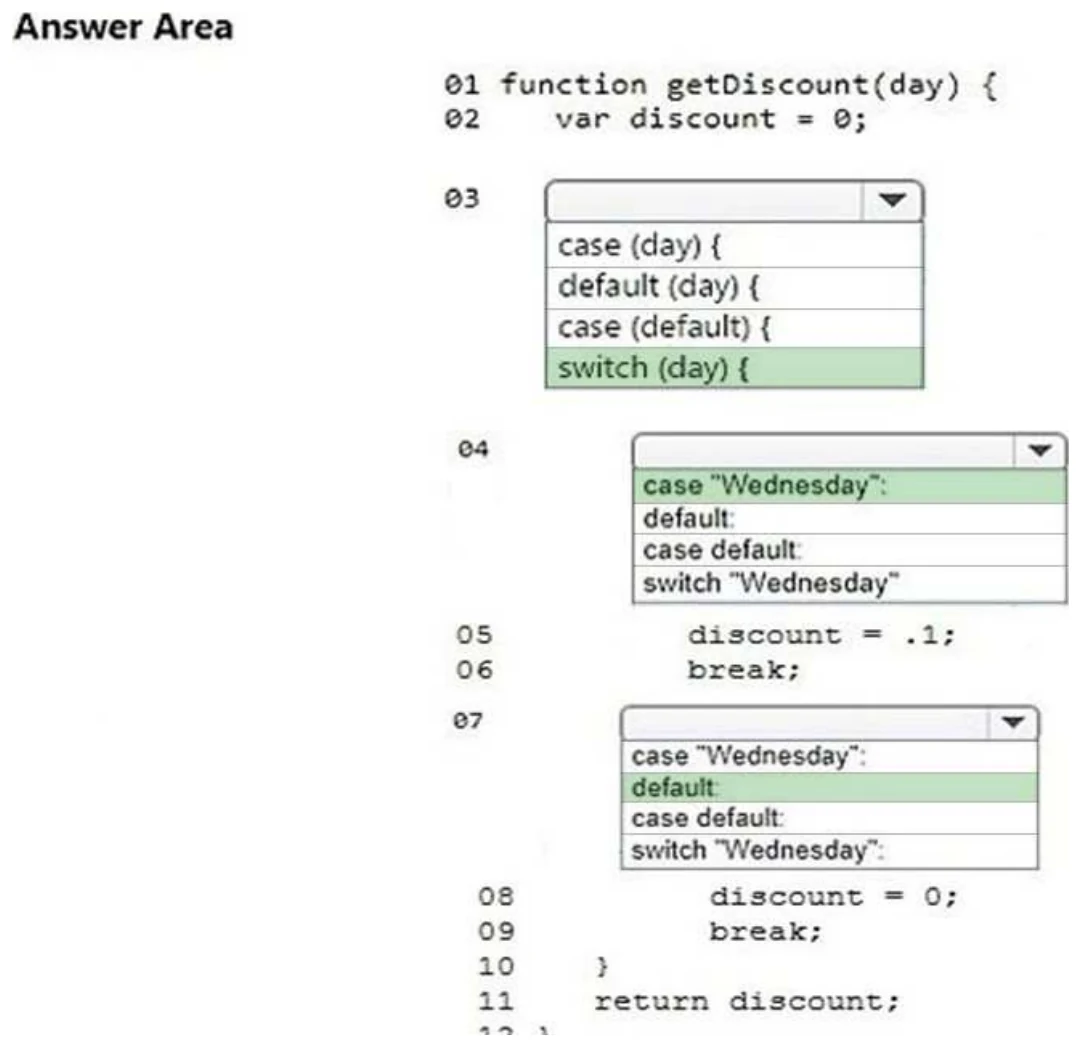 Answer Area
01 function getDiscount(day) {
02 var discount = 0;
03
case (day) {
default (day) {
case (default) {
switch (day) {
04
case "Wednesday":
default:
case default:
switch "Wednesday"
05 discount = .1;
06 break;
07
case "Wednesday":
default:
case default:
switch "Wednesday":
08 discount = 0;
09 break;
10 }
11 return discount;